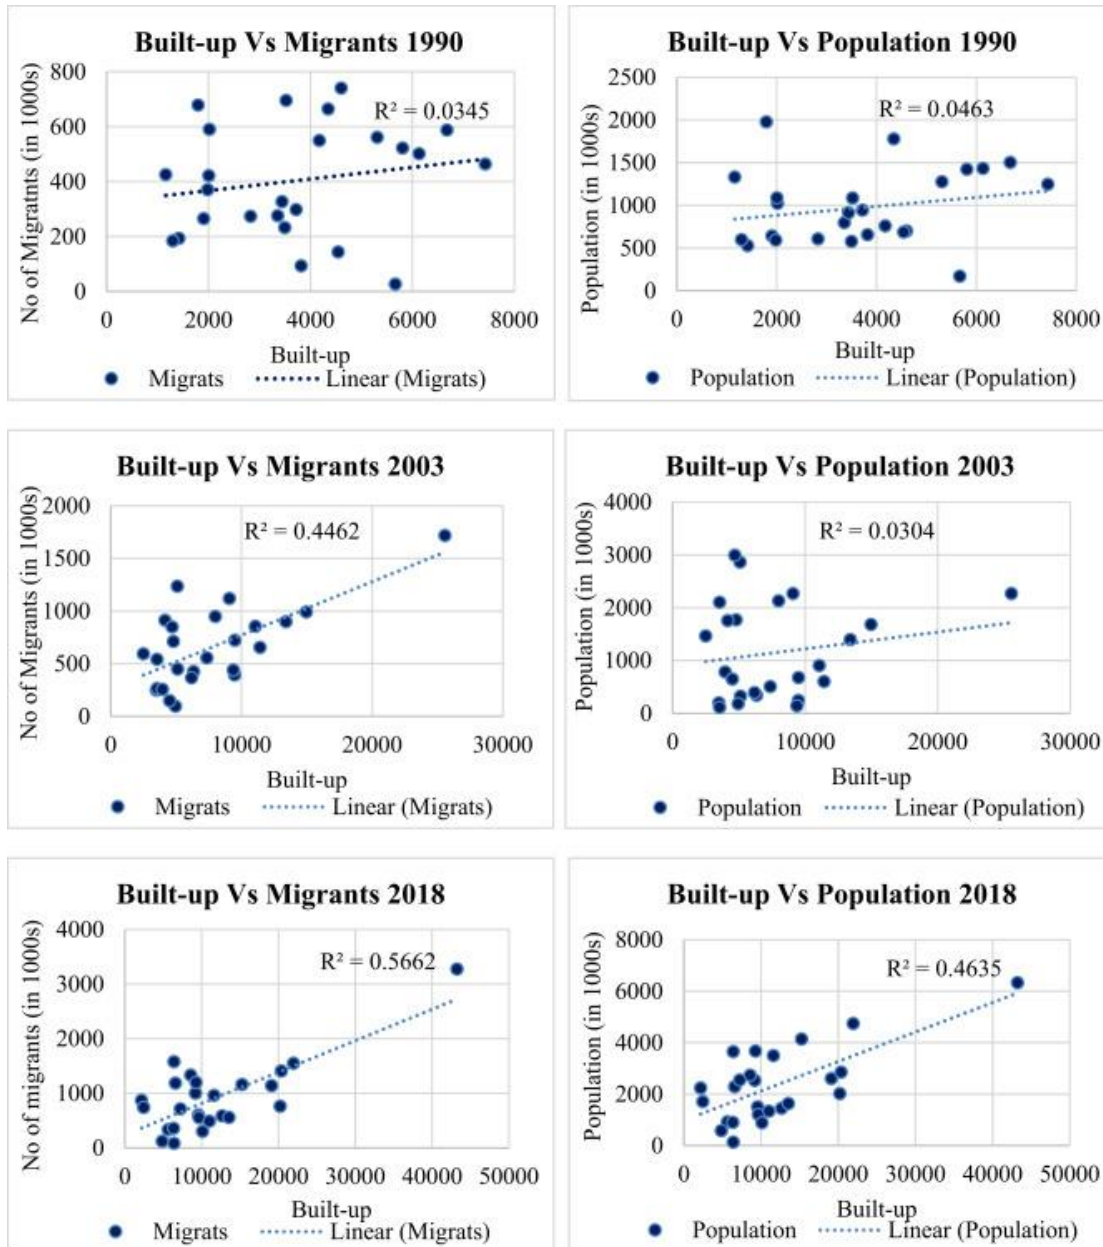 Built-up Vs Migrants 1990
No of Migratnts (in 1000s)
800
600
400
200
0
R² = 0.0345
0 2000 4000 6000 8000
Built-up
Migrats Linear (Migrats)
Built-up Vs Population 1990
Population (in 1000s)
2500
2000
1500
1000
500
0
R² = 0.0463
0 2000 4000 6000 8000
Built-up
Population Linear (Population)
Built-up Vs Migrants 2003
No of Migrants (in 1000s)
2000
1500
1000
500
0
R² = 0.4462
0 10000 20000 30000
Built-up
Migrats Linear (Migrats)
Built-up Vs Population 2003
Population (in 1000s)
4000
3000
2000
1000
0
R² = 0.0304
0 10000 20000 30000
Built-up
Population Linear (Population)
Built-up Vs Migrants 2018
No of migrants (in 1000s)
4000
3000
2000
1000
0
R² = 0.5662
0 10000 20000 30000 40000 50000
Built-up
Migrats Linear (Migrats)
Built-up Vs Population 2018
Population (in 1000s)
8000
6000
4000
2000
0
R² = 0.4635
0 10000 20000 30000 40000 50000
Built-up
Population Linear (Population)